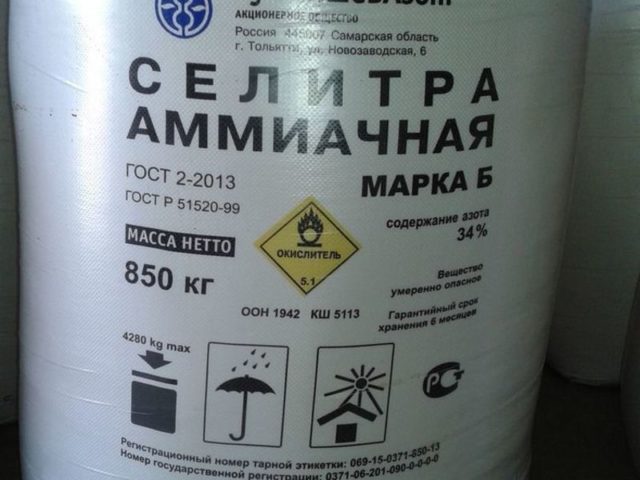 АКЦИОНЕРНОЕ ОБЩЕСТВО
Россия 445007 Самарская область
г. Тольятти, ул. Новозаводская, 6
СЕЛИТРА
АММИАЧНАЯ
ГОСТ 2-2013
МАРКА Б
ГОСТ Р 51520-99
содержание азота
34%
МАССА НЕТТО
850 КГ
ОКИСЛИТЕЛЬ
5.1
Вещество
умеренно опасное
ООН 1942 КШ 5113
Гарантийный срок
хранения 6 месяцев
4280 kg max
РСТ
Регистрационный номер тарной этикетки: 069-15-0371-850-13
Номер государственной регистрации: 0371-06-201-090-0-0-0-0